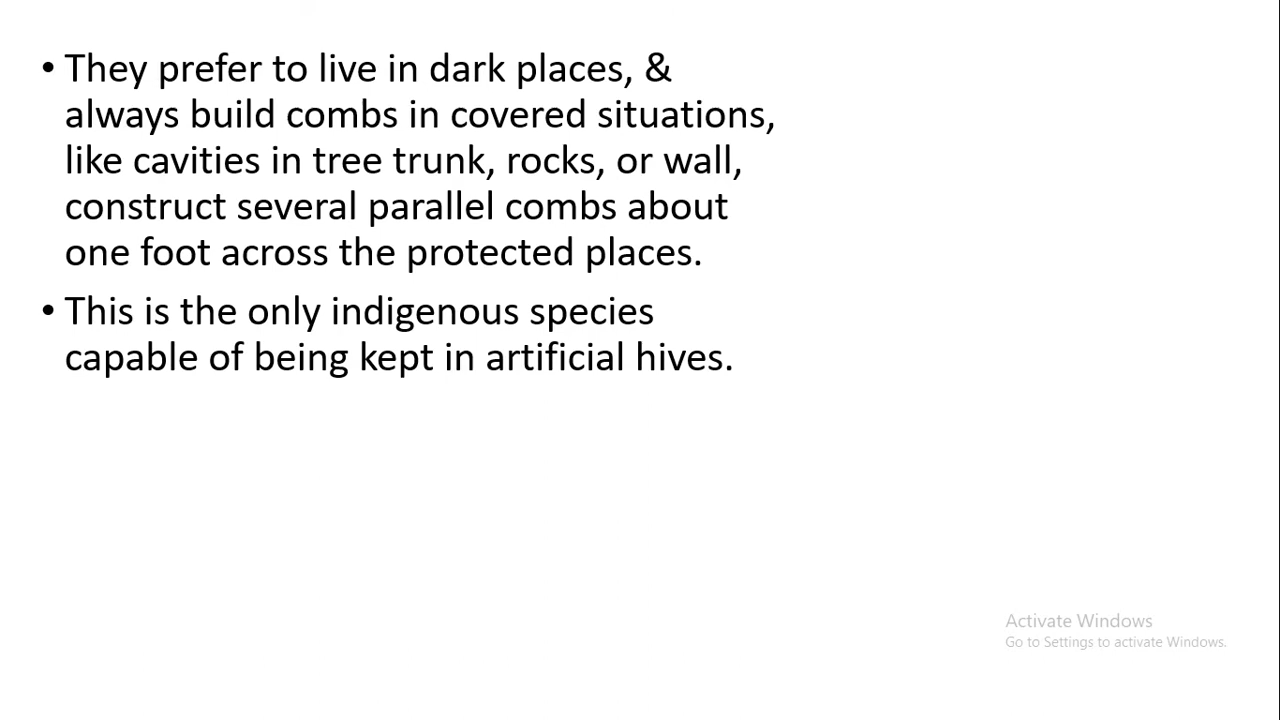 • They prefer to live in dark places, &
always build combs in covered situations,
like cavities in tree trunk, rocks, or wall,
construct several parallel combs about
one foot across the protected places.
• This is the only indigenous species
capable of being kept in artificial hives.
Activate Windows
Go to Settings to activate Windows.